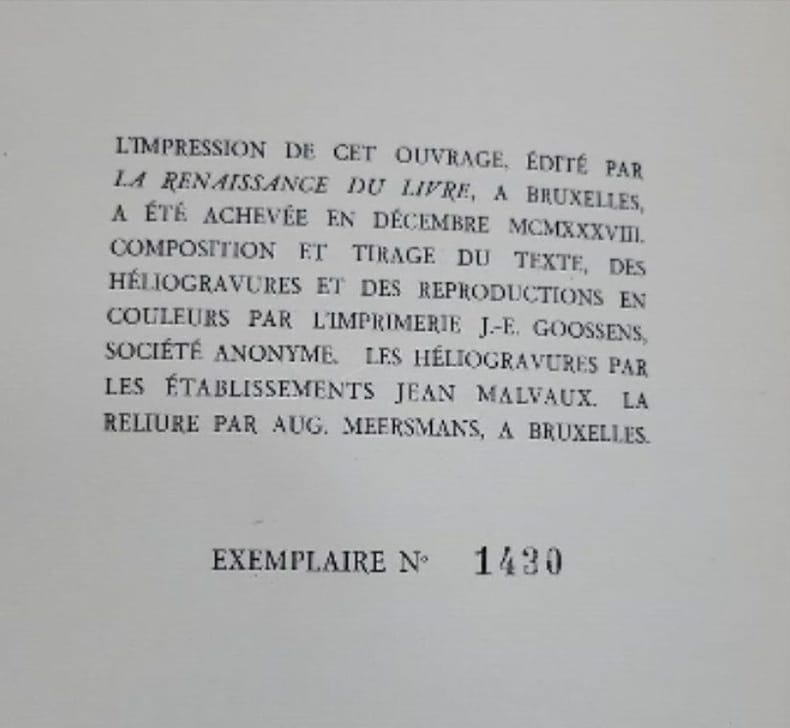 L'IMPRESSION DE CET OUVRAGE, ÉDITÉ PAR
LA RENAISSANCE DU LIVRE, A BRUXELLES,
A ÉTÉ ACHEVÉE EN DÉCEMBRE MCMXXXVIII.
COMPOSITION ET TIRAGE DU TEXTE, DES
HÉLIOGRAVURES ET DES REPRODUCTIONS EN
COULEURS PAR L'IMPRIMERIE J.-E. GOOSSENS,
SOCIÉTÉ ANONYME. LES HÉLIOGRAVURES PAR
LES ÉTABLISSEMENTS JEAN MALVAUX. LA
RELIURE PAR AUG. MEERSMANS, A BRUXELLES.
EXEMPLAIRE N° 1430